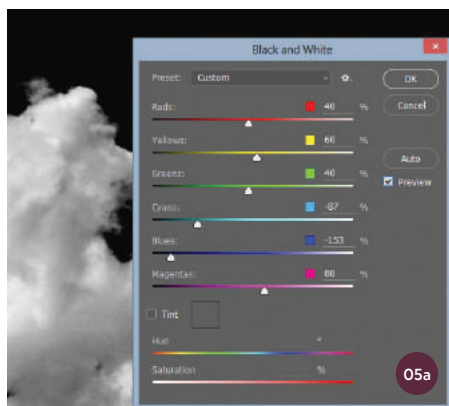 Black and White
Preset: Custom
OK
Reds: 40 %
Cancel
Yellows: 60 %
Auto
Greens: 40 %
Preview
Cyans: -87 %
Blues: -153 %
Magentas: 80 %
Tint
Hue °
Saturation %
05a